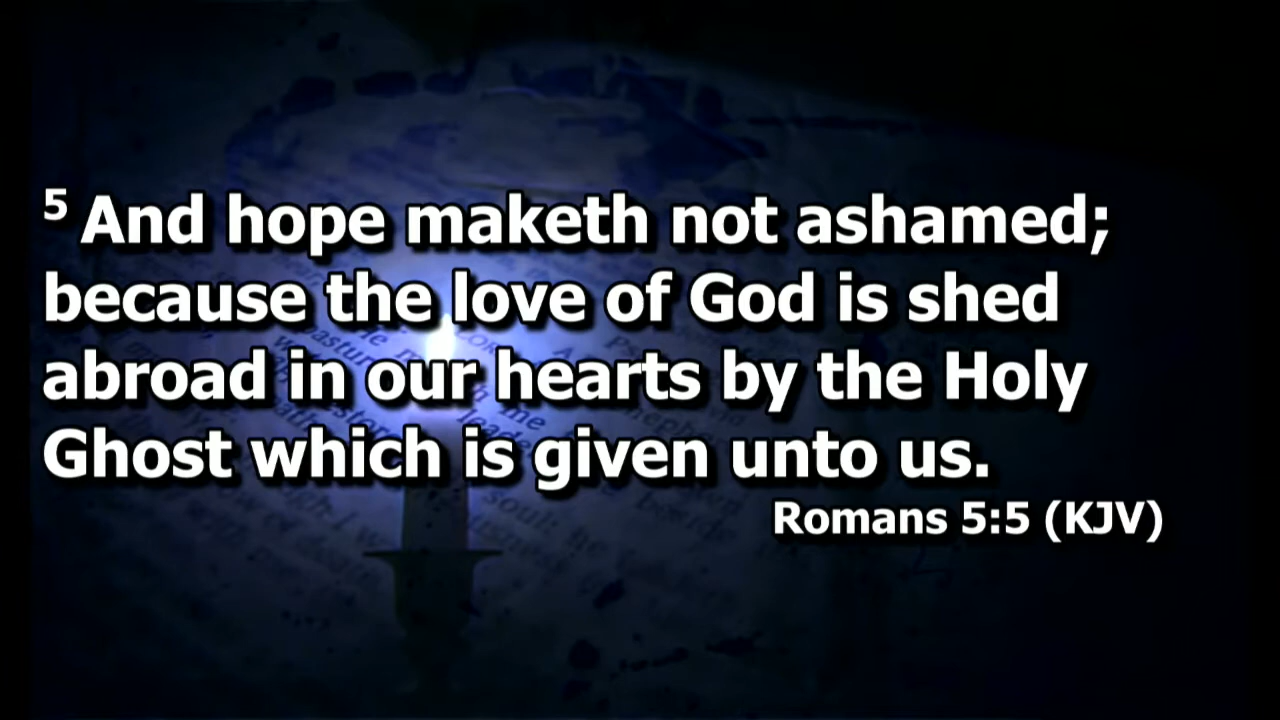 5 And hope maketh not ashamed;
because the love of God is shed
abroad in our hearts by the Holy
Ghost which is given unto us.
Romans 5:5 (KJV)